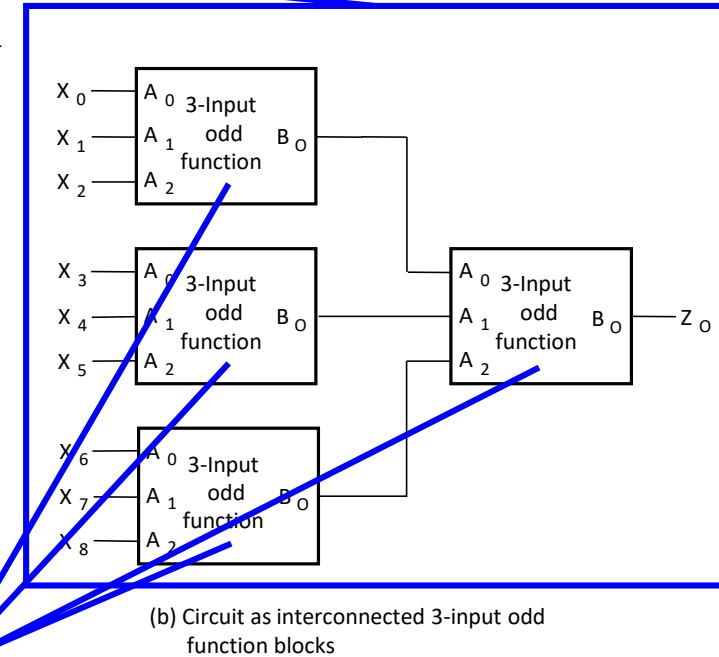 X 0
X 1
X 2
A 0
A 1
A 2
3-Input
odd
function
B O
X 3
X 4
X 5
A 0
A 1
A 2
3-Input
odd
function
B O
X 6
X 7
X 8
A 0
A 1
A 2
3-Input
odd
function
B O
A 0
A 1
A 2
3-Input
odd
function
B O
Z O
(b) Circuit as interconnected 3-input odd
function blocks